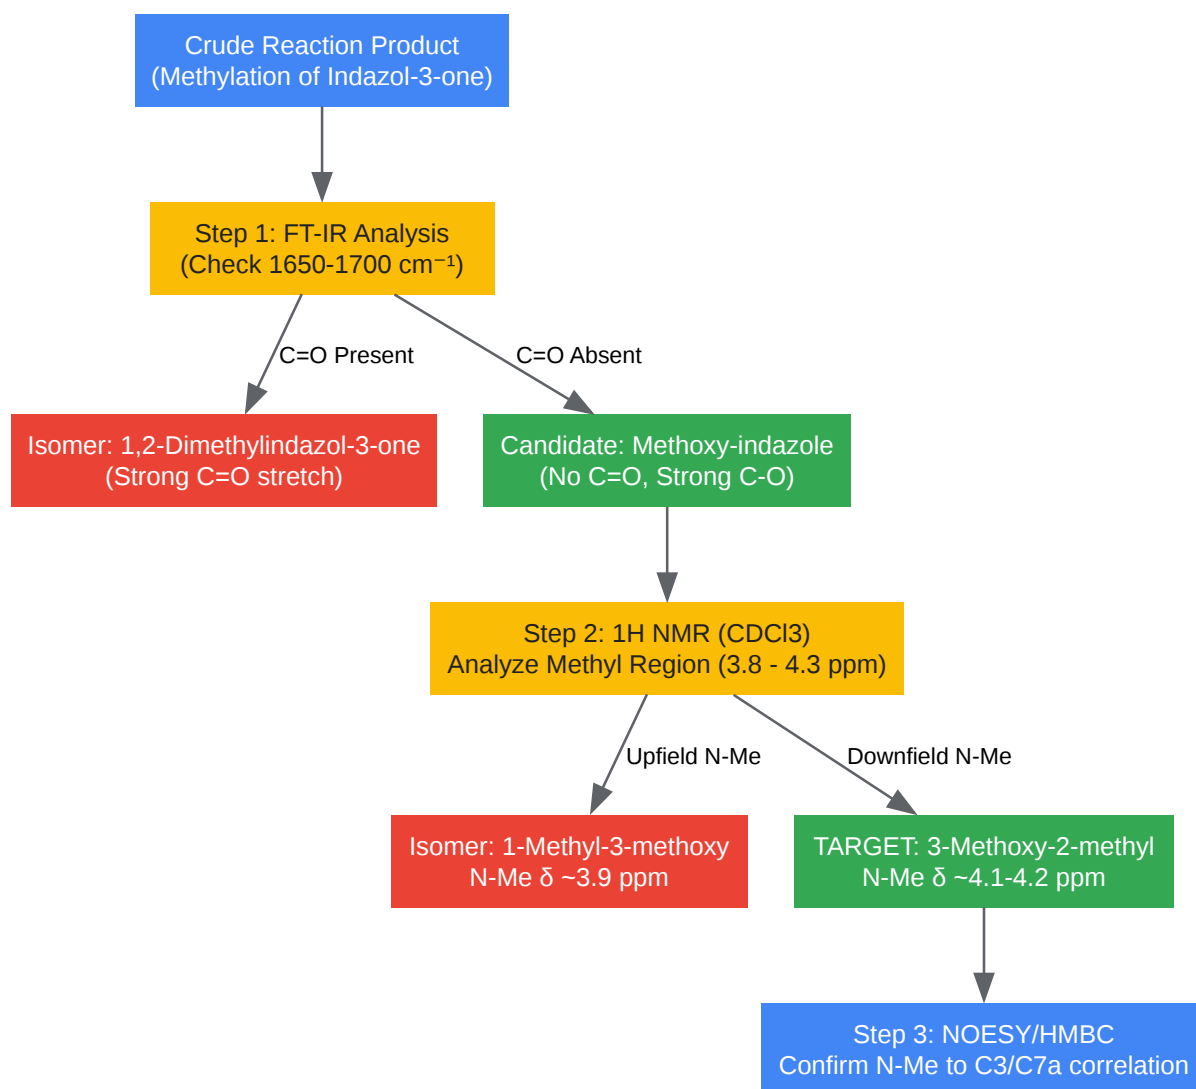 Crude Reaction Product
(Methylation of Indazol-3-one)
Step 1: FT-IR Analysis
(Check 1650-1700 cm⁻¹)
C=O Present
C=O Absent
Isomer: 1,2-Dimethylindazol-3-one
(Strong C=O stretch)
Candidate: Methoxy-indazole
(No C=O, Strong C-O)
Step 2: 1H NMR (CDCl3)
Analyze Methyl Region (3.8 - 4.3 ppm)
Upfield N-Me
Downfield N-Me
Isomer: 1-Methyl-3-methoxy
N-Me δ ~3.9 ppm
TARGET: 3-Methoxy-2-methyl
N-Me δ ~4.1-4.2 ppm
Step 3: NOESY/HMBC
Confirm N-Me to C3/C7a correlation